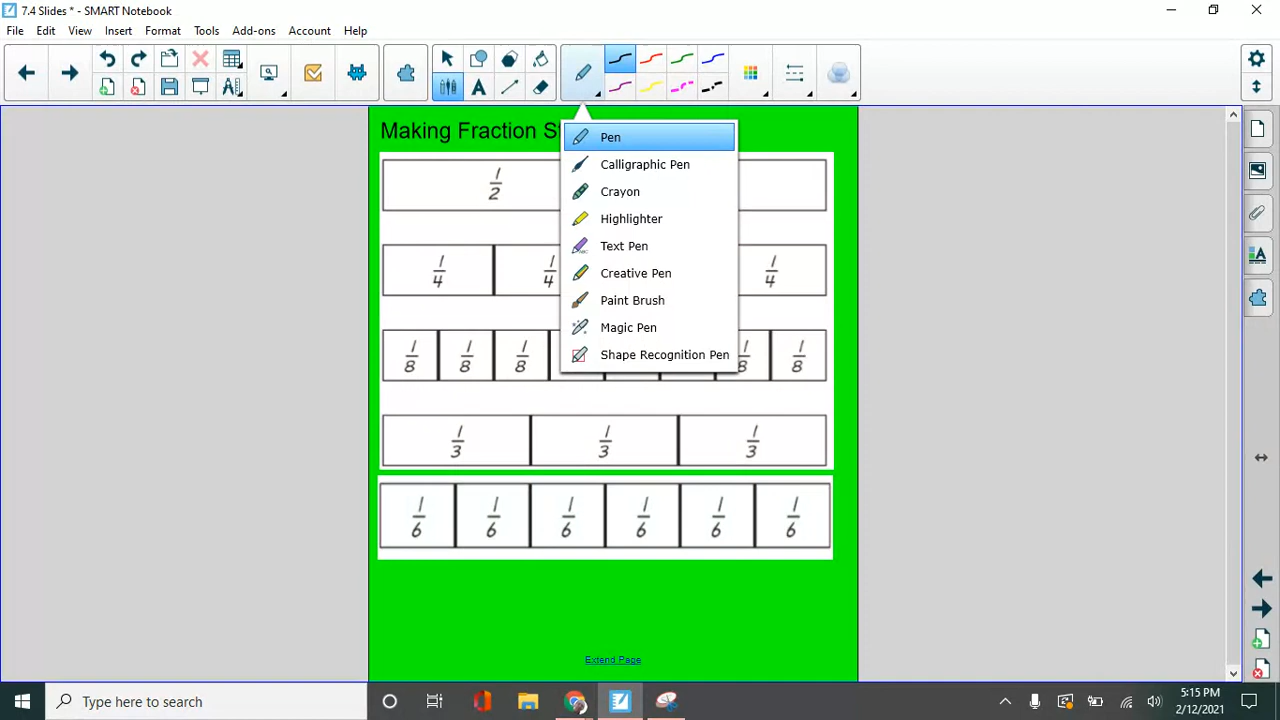 7.4 Slides * - SMART Notebook
File Edit View Insert Format Tools Add-ons Account Help
Making Fraction S
Pen
Calligraphic Pen
Crayon
Highlighter
Text Pen
Creative Pen
Paint Brush
Magic Pen
Shape Recognition Pen
1/2
1/4 1/4 1/4
1/8 1/8 1/8 1/8 1/8
1/3 1/3 1/3
1/6 1/6 1/6 1/6 1/6 1/6
Extend Page
Type here to search
5:15 PM
2/12/2021